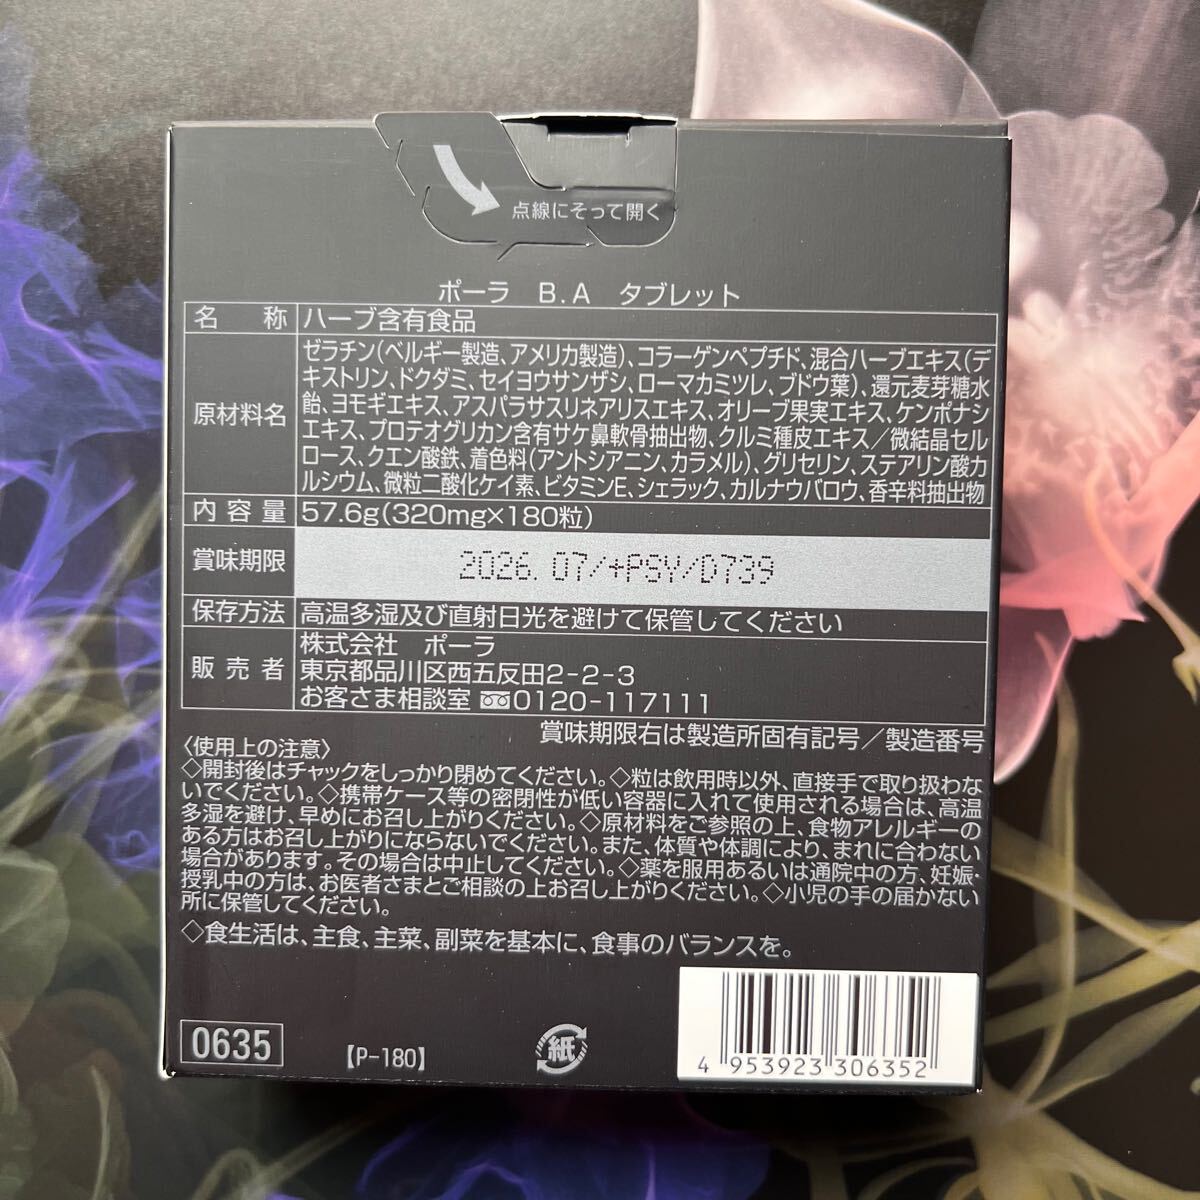 点線にそって開く
ポーラ B.A タブレット
名 称 ハーブ含有食品
原材料名 ゼラチン(ベルギー製造、アメリカ製造)、コラーゲンペプチド、混合ハーブエキス(デ
キストリン、ドクダミ、セイヨウサンザシ、ローマカミツレ、ブドウ葉)、還元麦芽糖水
飴、ヨモギエキス、アスパラサスリネアリスエキス、オリーブ果実エキス、ケンポナシ
エキス、プロテオグリカン含有サケ鼻軟骨抽出物、クルミ種皮エキス/微結晶セル
ロース、クエン酸鉄、着色料(アントシアニン、カラメル)、グリセリン、ステアリン酸カ
ルシウム、微粒二酸化ケイ素、ビタミンE、シェラック、カルナウバロウ、香辛料抽出物
内容量 57.6g(320mg×180粒)
賞味期限 2026. 07/+PSY/D739
保存方法 高温多湿及び直射日光を避けて保管してください
販売者 株式会社 ポーラ
東京都品川区西五反田2-2-3
お客さま相談室 0120-117111
賞味期限右は製造所固有記号/製造番号
〈使用上の注意〉
◇開封後はチャックをしっかり閉めてください。◇粒は飲用時以外、直接手で取り扱わな
いでください。◇携帯ケース等の密閉性が低い容器に入れて使用される場合は、高温
多湿を避け、早めにお召し上がりください。◇原材料をご参照の上、食物アレルギーの
ある方はお召し上がりにならないでください。また、体質や体調により、まれに合わない
場合があります。その場合は中止してください。◇薬を服用あるいは通院中の方、妊娠・
授乳中の方は、お医者さまとご相談の上お召し上がりください。◇小児の手の届かない
所に保管してください。
◇食生活は、主食、主菜、副菜を基本に、食事のバランスを。
0635
【P-180】
紙
4 953923 306352